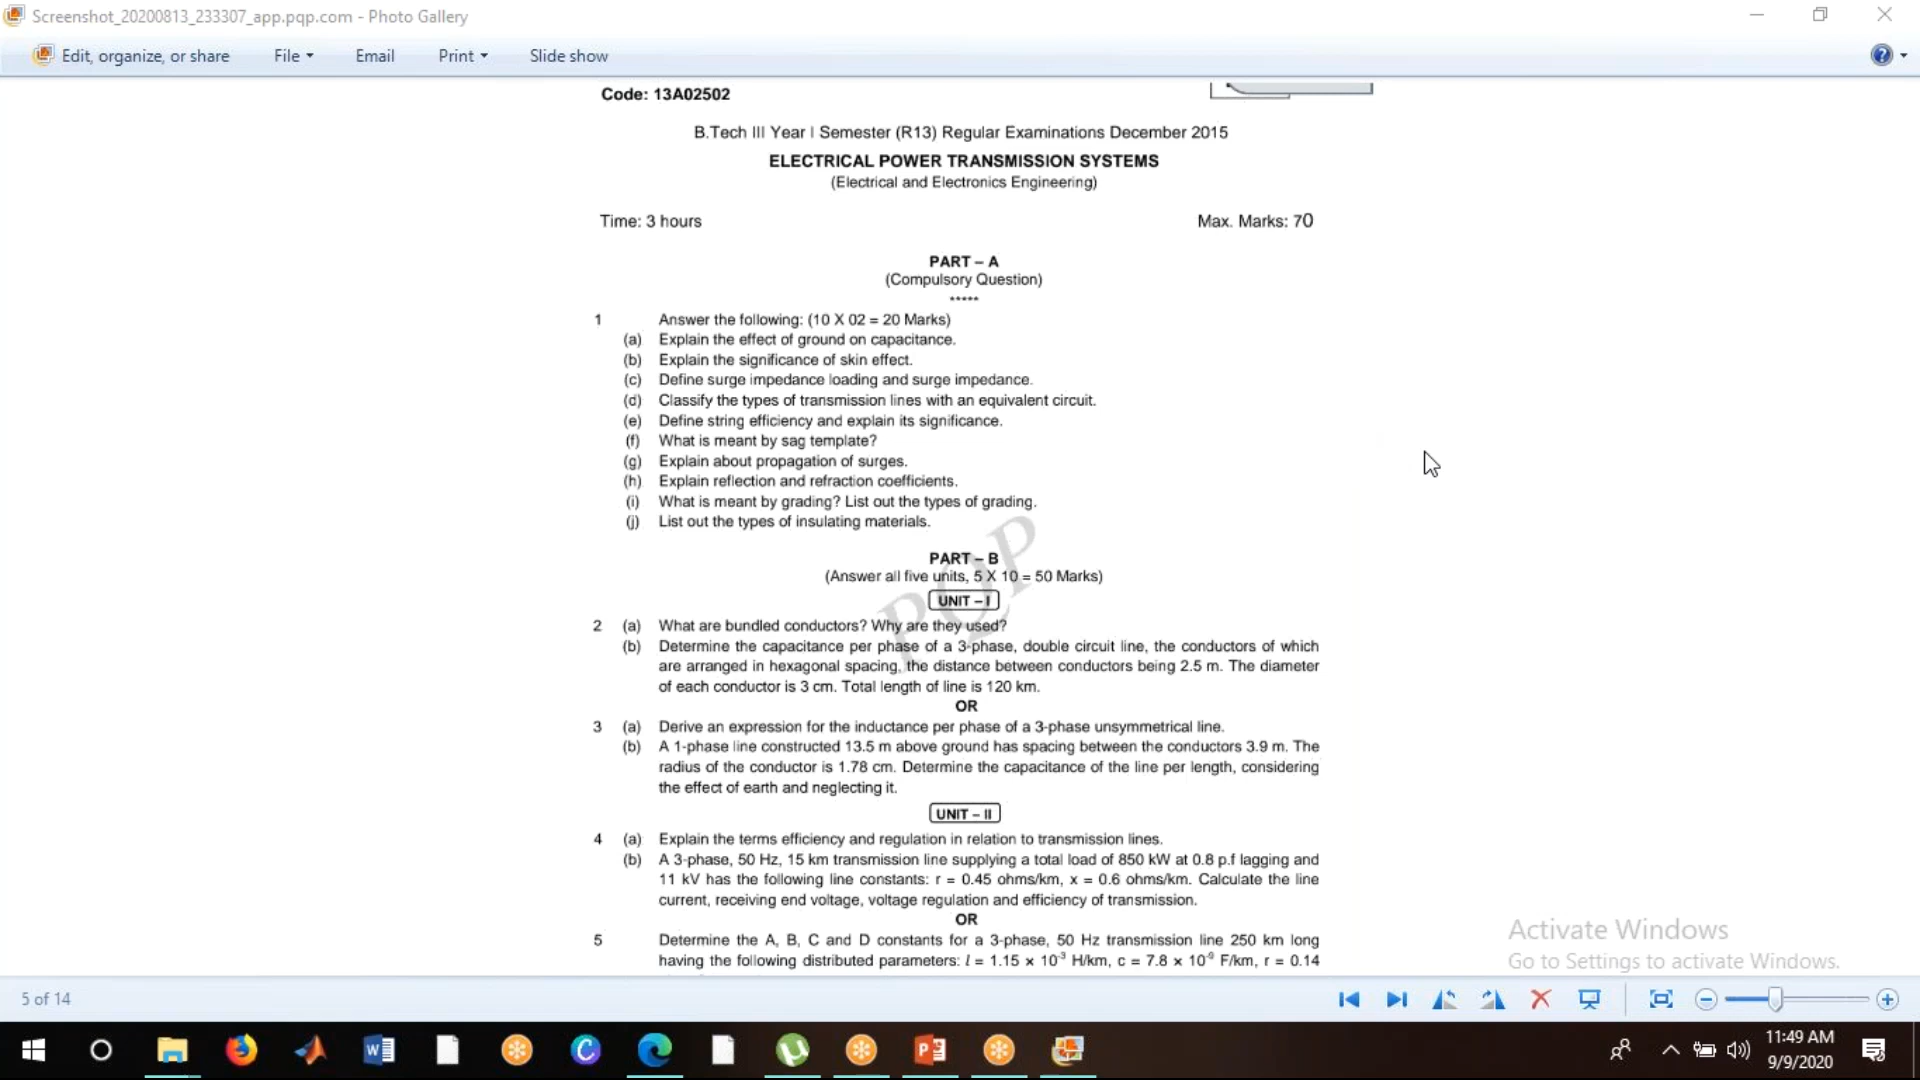 Screenshot_20200813_233307_app.pqp.com - Photo Gallery
Edit, organize, or share File Email Print Slide show
Code: 13A02502
B.Tech III Year I Semester (R13) Regular Examinations December 2015
ELECTRICAL POWER TRANSMISSION SYSTEMS
(Electrical and Electronics Engineering)
Time: 3 hours Max. Marks: 70
PART – A
(Compulsory Question)
*****
1 Answer the following: (10 X 02 = 20 Marks)
(a) Explain the effect of ground on capacitance.
(b) Explain the significance of skin effect.
(c) Define surge impedance loading and surge impedance.
(d) Classify the types of transmission lines with an equivalent circuit.
(e) Define string efficiency and explain its significance.
(f) What is meant by sag template?
(g) Explain about propagation of surges.
(h) Explain reflection and refraction coefficients.
(i) What is meant by grading? List out the types of grading.
(j) List out the types of insulating materials.
PQP
PART – B
(Answer all five units, 5 X 10 = 50 Marks)
UNIT – I
2 (a) What are bundled conductors? Why are they used?
(b) Determine the capacitance per phase of a 3-phase, double circuit line, the conductors of which
are arranged in hexagonal spacing, the distance between conductors being 2.5 m. The diameter
of each conductor is 3 cm. Total length of line is 120 km.
OR
3 (a) Derive an expression for the inductance per phase of a 3-phase unsymmetrical line.
(b) A 1-phase line constructed 13.5 m above ground has spacing between the conductors 3.9 m. The
radius of the conductor is 1.78 cm. Determine the capacitance of the line per length, considering
the effect of earth and neglecting it.
UNIT – II
4 (a) Explain the terms efficiency and regulation in relation to transmission lines.
(b) A 3-phase, 50 Hz, 15 km transmission line supplying a total load of 850 kW at 0.8 p.f lagging and
11 kV has the following line constants: r = 0.45 ohms/km, x = 0.6 ohms/km. Calculate the line
current, receiving end voltage, voltage regulation and efficiency of transmission.
OR
5 Determine the A, B, C and D constants for a 3-phase, 50 Hz transmission line 250 km long
having the following distributed parameters: l = 1.15 × 10⁻³ H/km, c = 7.8 × 10⁻⁹ F/km, r = 0.14
Activate Windows
Go to Settings to activate Windows.
5 of 14
11:49 AM
9/9/2020